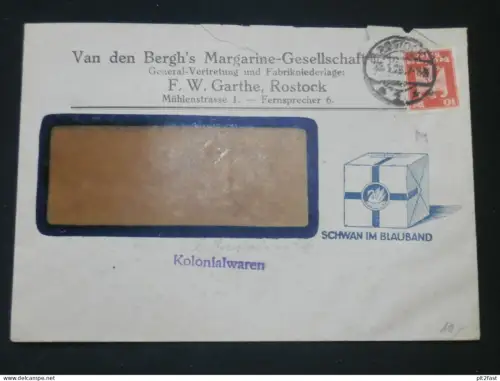 Van den Bergh's Margarine-Gesellschaft
General-Vertretung und Fabrikniederlage:
F. W. Garthe, Rostock
Mühlenstrasse 1. — Fernsprecher 6.
10
SCHWAN IM BLAUBAND
Kolonialwaren